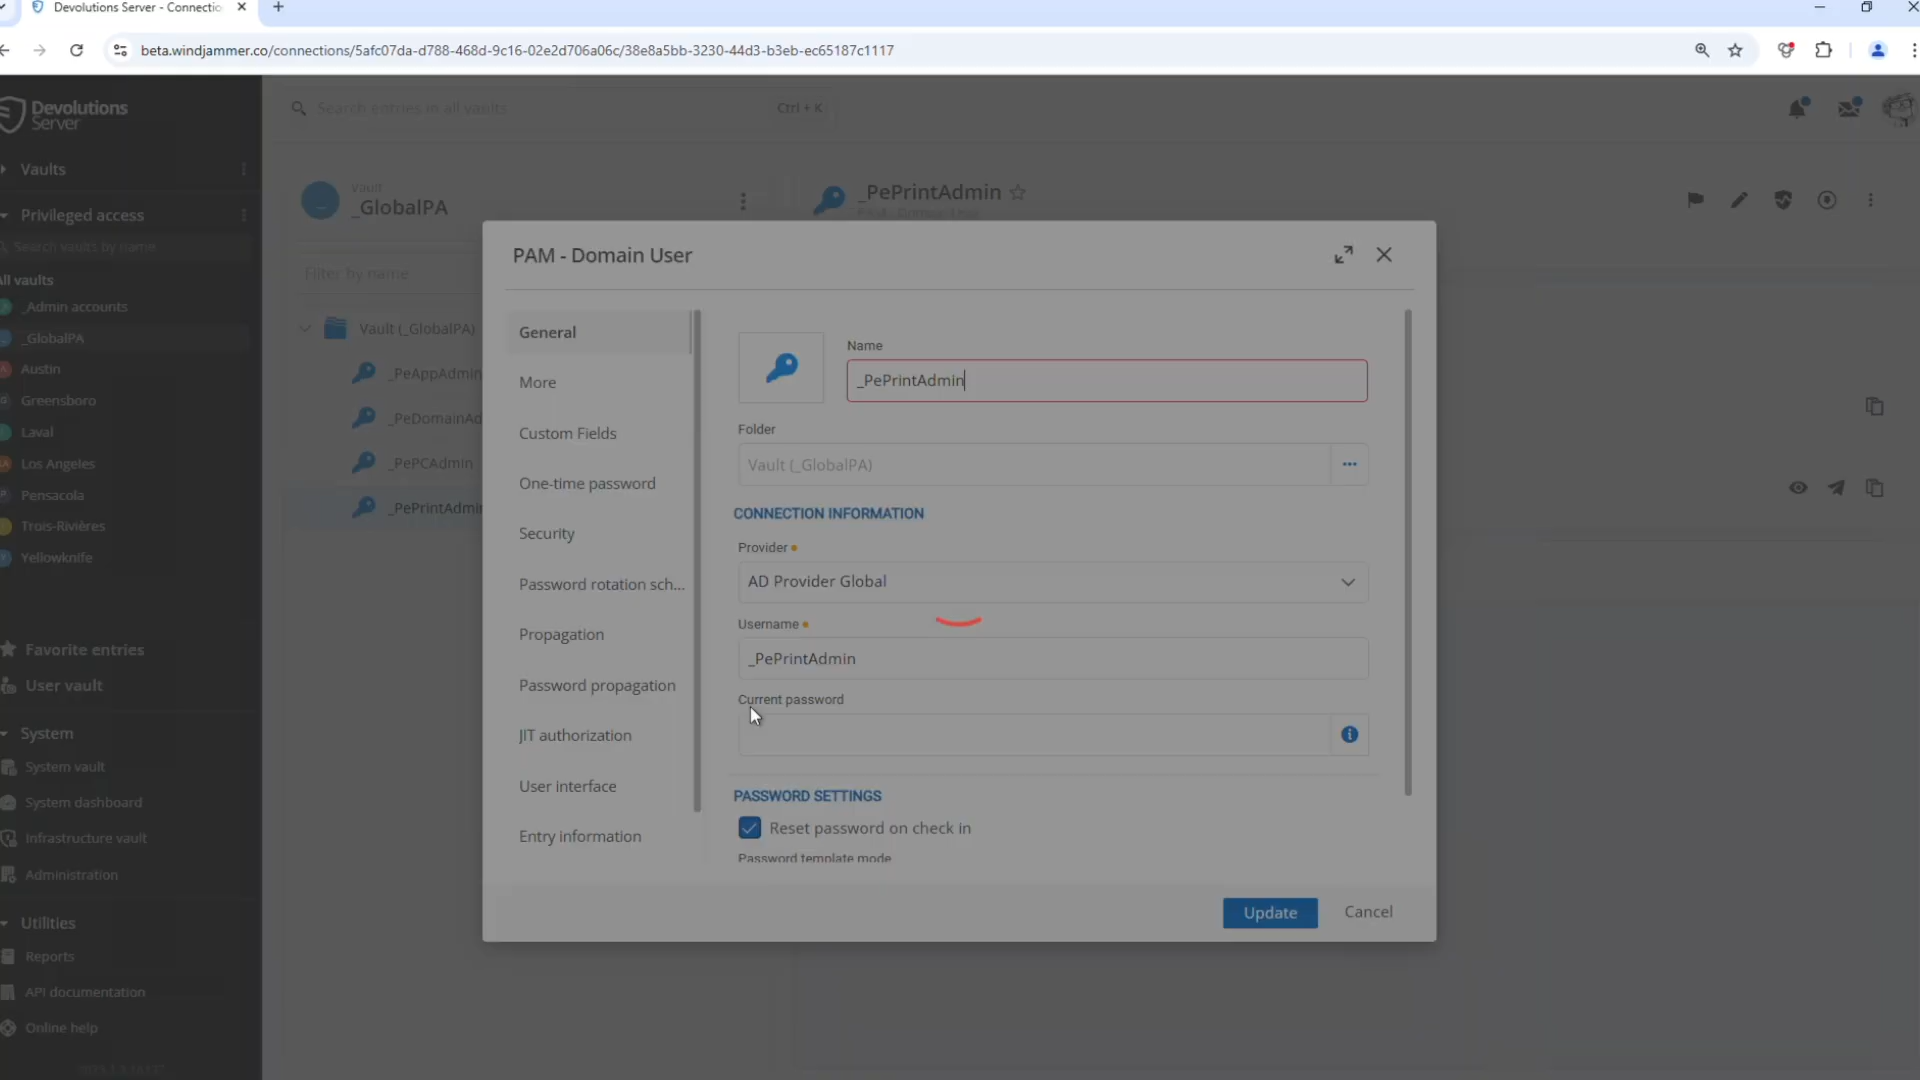 Devolutions Server - Connectio
beta.windjammer.co/connections/5afc07da-d788-468d-9c16-02e2d706a06c/38e8a5bb-3230-44d3-b3eb-ec65187c1117
Devolutions
Server
Search entries in all vaults
Ctrl + K
Vaults
Privileged access
Search vaults by name
All vaults
_Admin accounts
_GlobalPA
Austin
Greensboro
Laval
LA
Los Angeles
Pensacola
Trois-Rivières
Yellowknife
Favorite entries
User vault
System
System vault
System dashboard
Infrastructure vault
Administration
Utilities
Reports
API documentation
Online help
Vault
_GlobalPA
Filter by name
Vault (_GlobalPA)
_PeAppAdmin
_PeDomainAd
_PePCAdmin
_PePrintAdmin
_PePrintAdmin
PAM - Domain User
General
More
Custom Fields
One-time password
Security
Password rotation sch...
Propagation
Password propagation
JIT authorization
User interface
Entry information
Name
_PePrintAdmin
Folder
Vault (_GlobalPA)
CONNECTION INFORMATION
Provider
AD Provider Global
Username
_PePrintAdmin
Current password
PASSWORD SETTINGS
Reset password on check in
Password template mode
Update
Cancel